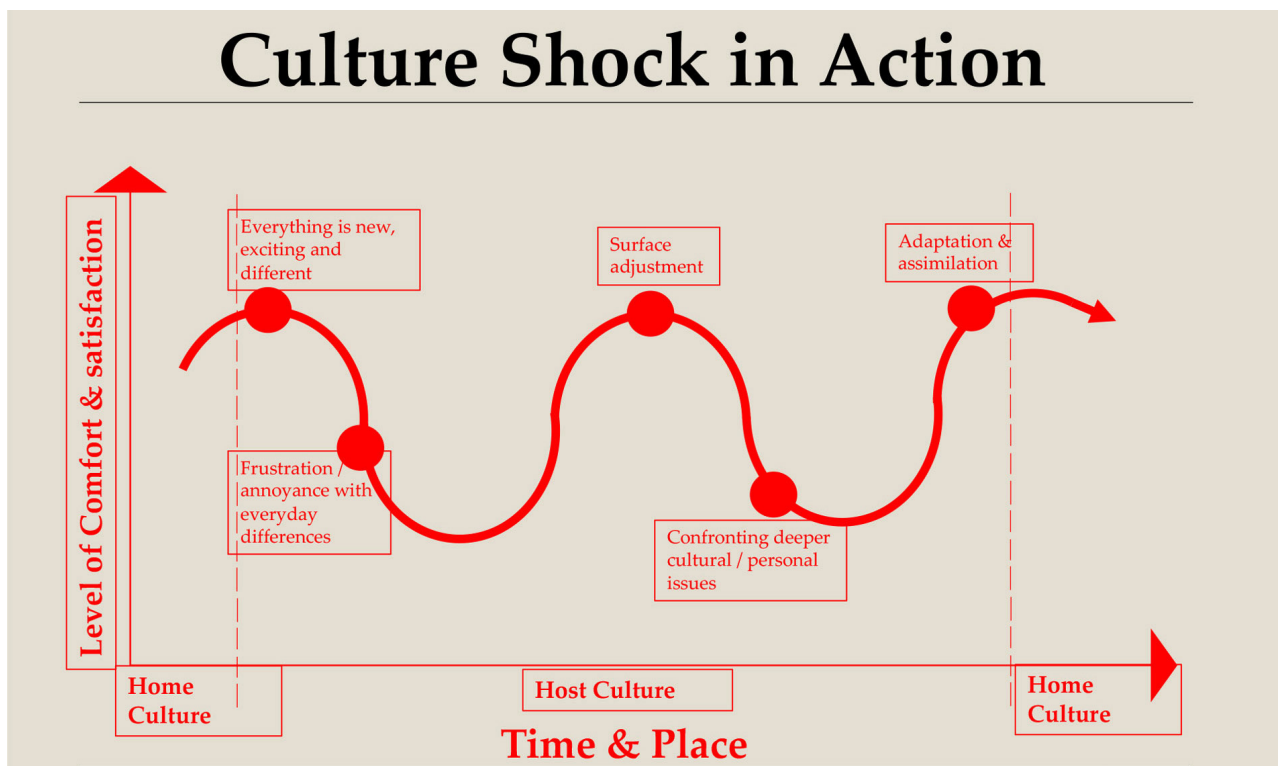 Culture Shock in Action
Level of Comfort & satisfaction
Everything is new,
exciting and
different
Surface
adjustment
Adaptation &
assimilation
Frustration /
annoyance with
everyday
differences
Confronting deeper
cultural / personal
issues
Home
Culture
Host Culture
Home
Culture
Time & Place